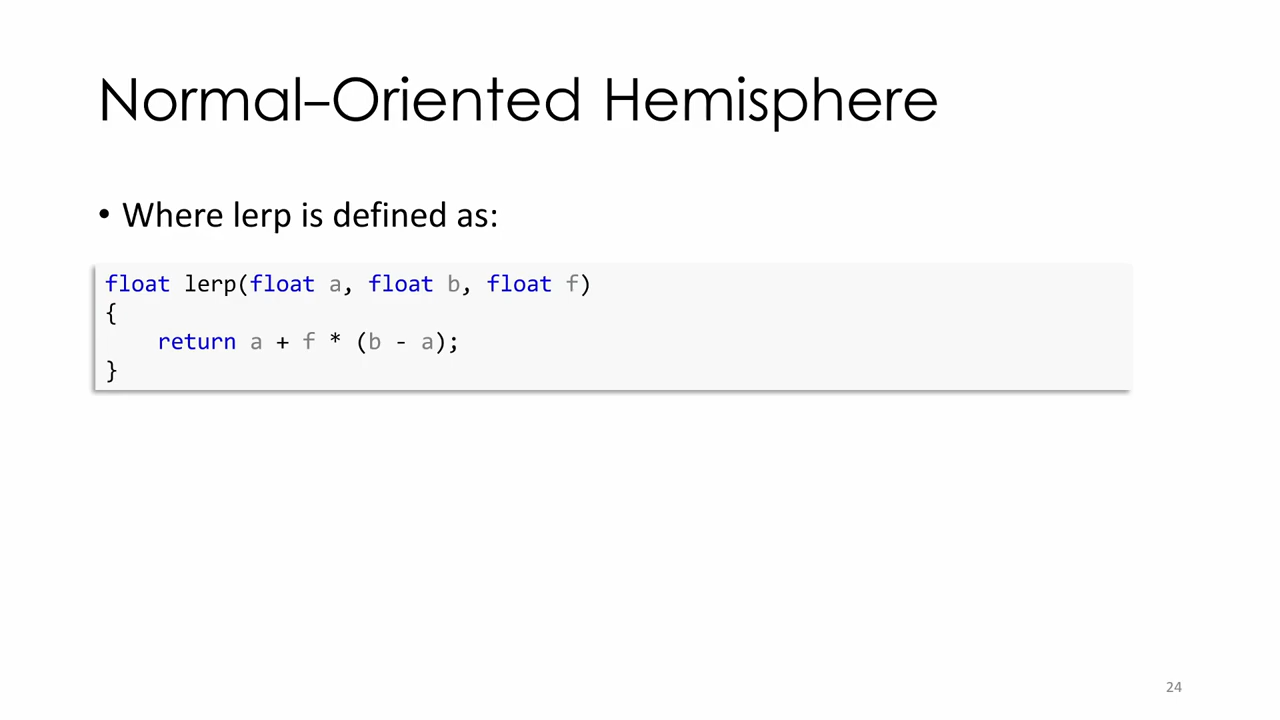 Normal–Oriented Hemisphere
• Where lerp is defined as:
float lerp(float a, float b, float f)
{
    return a + f * (b - a);
}
24